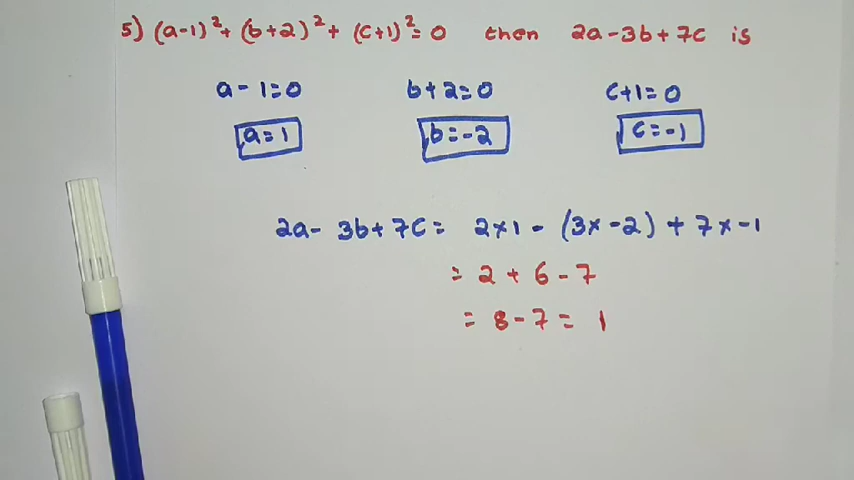 5) (a-1)² + (b+2)² + (c+1)² = 0 then 2a-3b+7c is
a-1=0 b+2=0 c+1=0
a=1 b=-2 c=-1
2a-3b+7c = 2×1 - (3×-2) + 7×-1
= 2+6-7
= 8-7 = 1